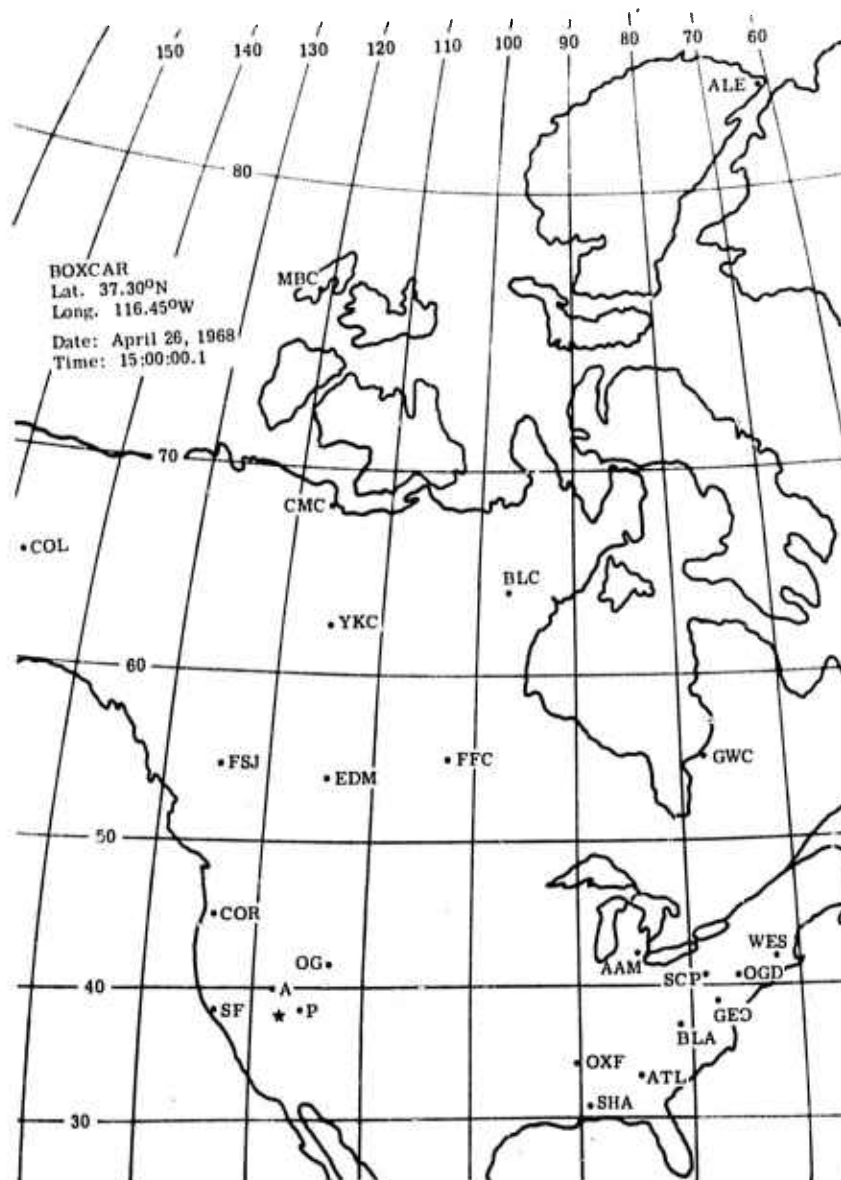 150 140 130 120 110 100 90 80 70 60
ALE
80
BOXCAR
Lat. 37.30ºN
Long. 116.45ºW
Date: April 26, 1968
Time: 15:00:00.1
MBC
70
CMC
COL
BLC
YKC
60
FSJ
EDM
FFC
GWC
50
COR
OG
AAM
WES
SCP
OGD
40
A
SF
P
GEO
BLA
OXF
ATL
SHA
30